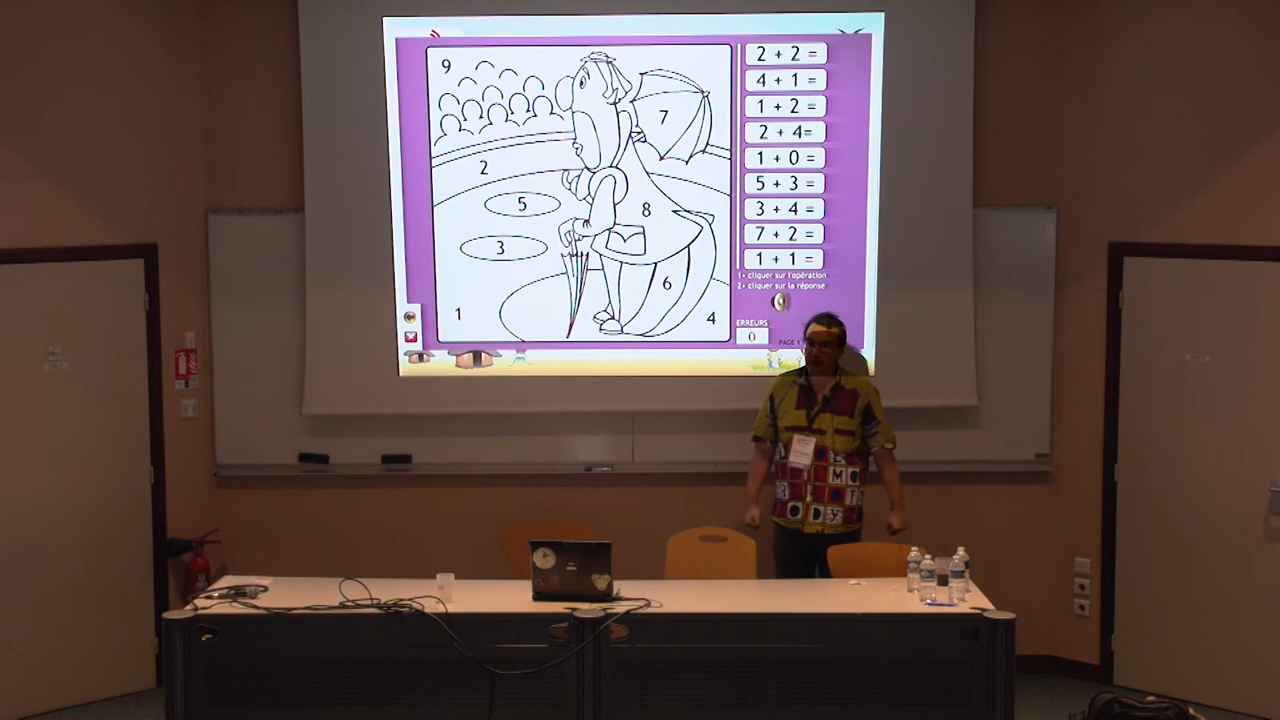 9
7
2
5
8
3
6
1
4
2 + 2 =
4 + 1 =
1 + 2 =
2 + 4=
1 + 0 =
5 + 3 =
3 + 4 =
7 + 2 =
1 + 1 =
1• cliquer sur l'opération
2• cliquer sur la réponse
ERREURS
0
PAGE 1